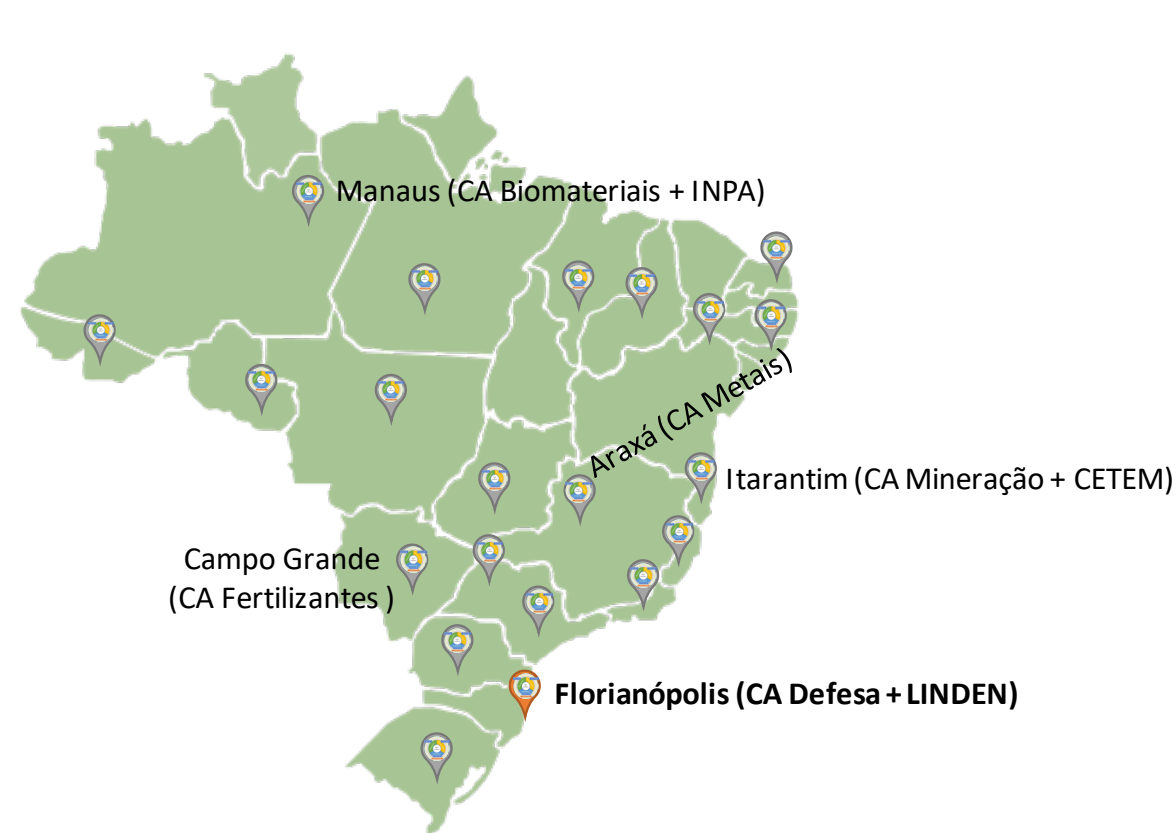 Manaus (CA Biomateriais + INPA)
Araxá (CA Metais)
Itarantim (CA Mineração + CETEM)
Campo Grande
(CA Fertilizantes )
Florianópolis (CA Defesa + LINDEN)